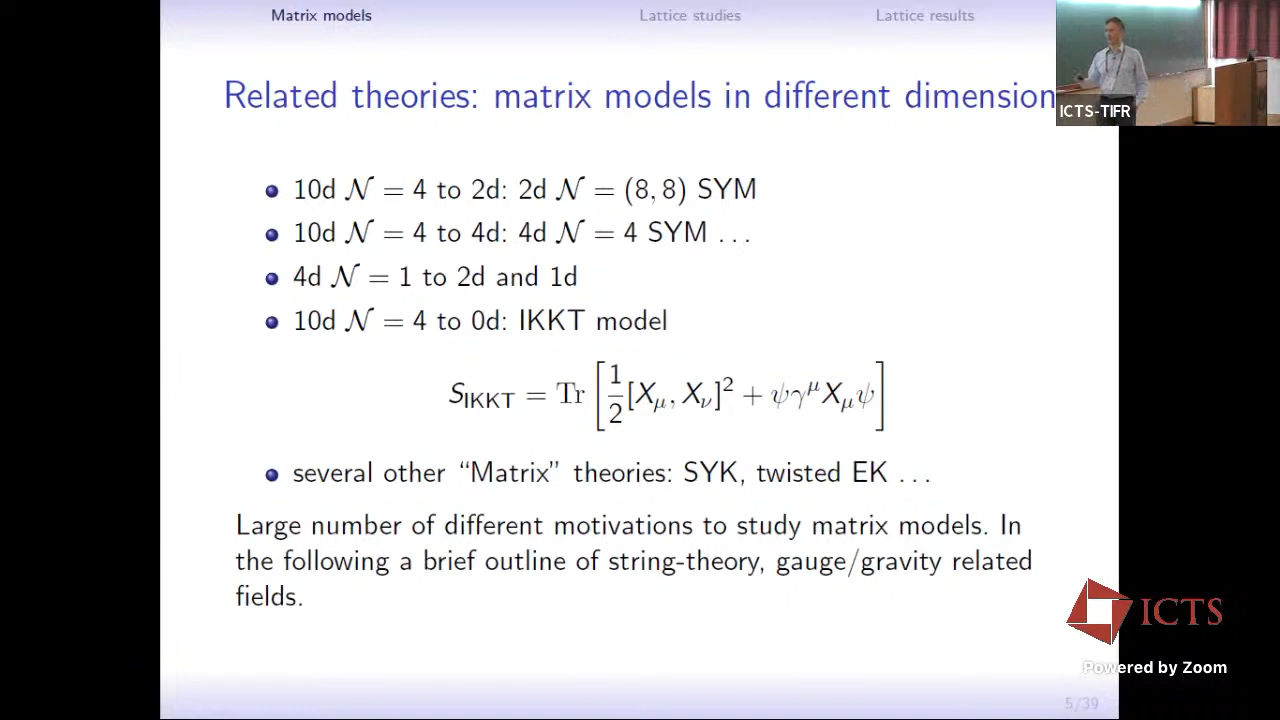 Matrix models Lattice studies Lattice results
Related theories: matrix models in different dimension
ICTS-TIFR
10d 𝒩 = 4 to 2d: 2d 𝒩 = (8, 8) SYM
10d 𝒩 = 4 to 4d: 4d 𝒩 = 4 SYM . . .
4d 𝒩 = 1 to 2d and 1d
10d 𝒩 = 4 to 0d: IKKT model
S_IKKT = Tr [ 1/2 [X_μ, X_ν]² + ψγ^μ X_μ ψ ]
several other “Matrix” theories: SYK, twisted EK . . .
Large number of different motivations to study matrix models. In
the following a brief outline of string-theory, gauge/gravity related
fields.
ICTS
Powered by Zoom
5/39